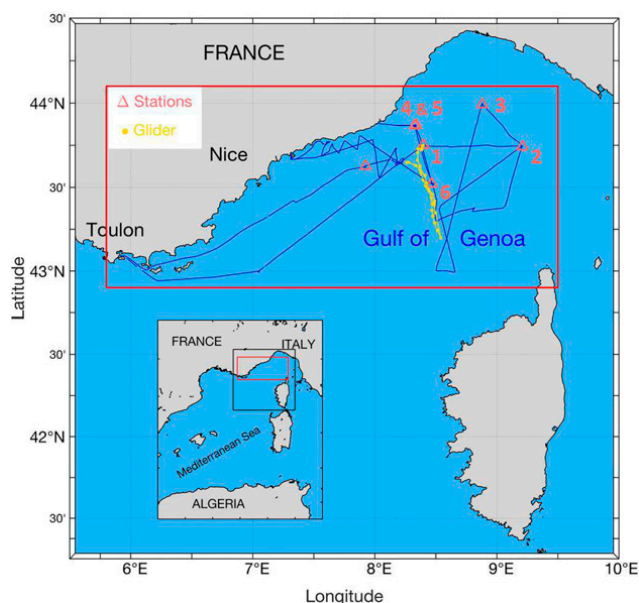 30'
FRANCE
44°N
△ Stations
Glider
4 & 5
3
Nice
1
2
30'
6
Toulon
Gulf of Genoa
43°N
Latitude
FRANCE
ITALY
30'
Mediterranean Sea
42°N
ALGERIA
30'
6°E
7°E
8°E
9°E
10°E
Longitude